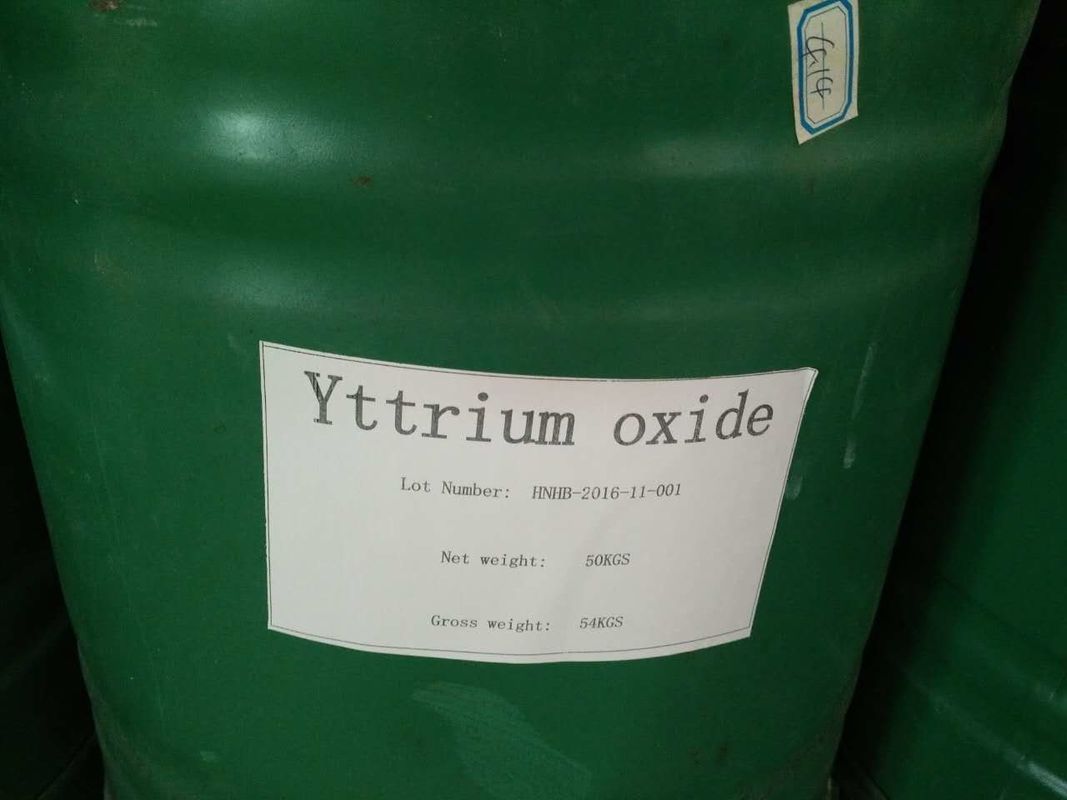 Yttrium oxide
Lot Number: HNHB-2016-11-001
Net weight: 50KGS
Gross weight: 54KGS